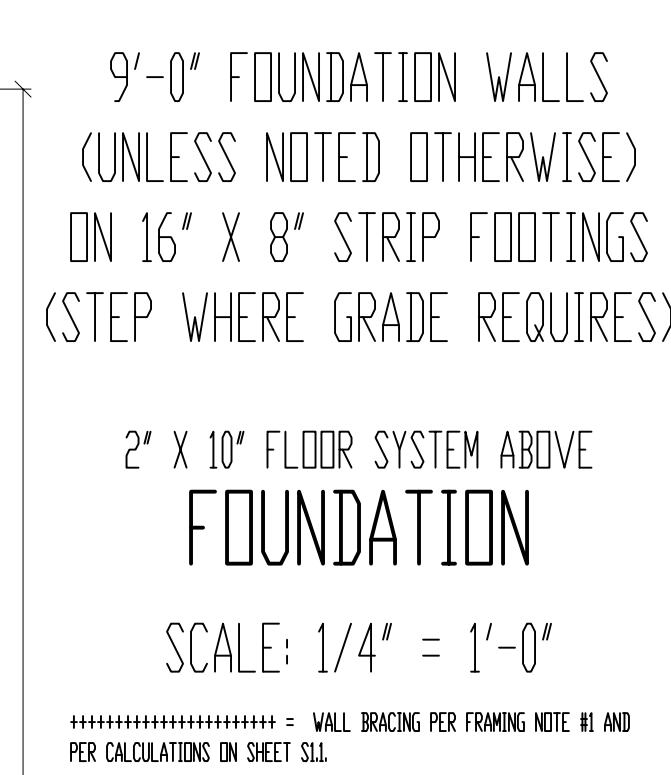 9'-0" FOUNDATION WALLS
(UNLESS NOTED OTHERWISE)
ON 16" X 8" STRIP FOOTINGS
(STEP WHERE GRADE REQUIRES)
2" X 10" FLOOR SYSTEM ABOVE
FOUNDATION
SCALE: 1/4" = 1'-0"
+++++++++++++++++++++++ = WALL BRACING PER FRAMING NOTE #1 AND
PER CALCULATIONS ON SHEET S1.1.